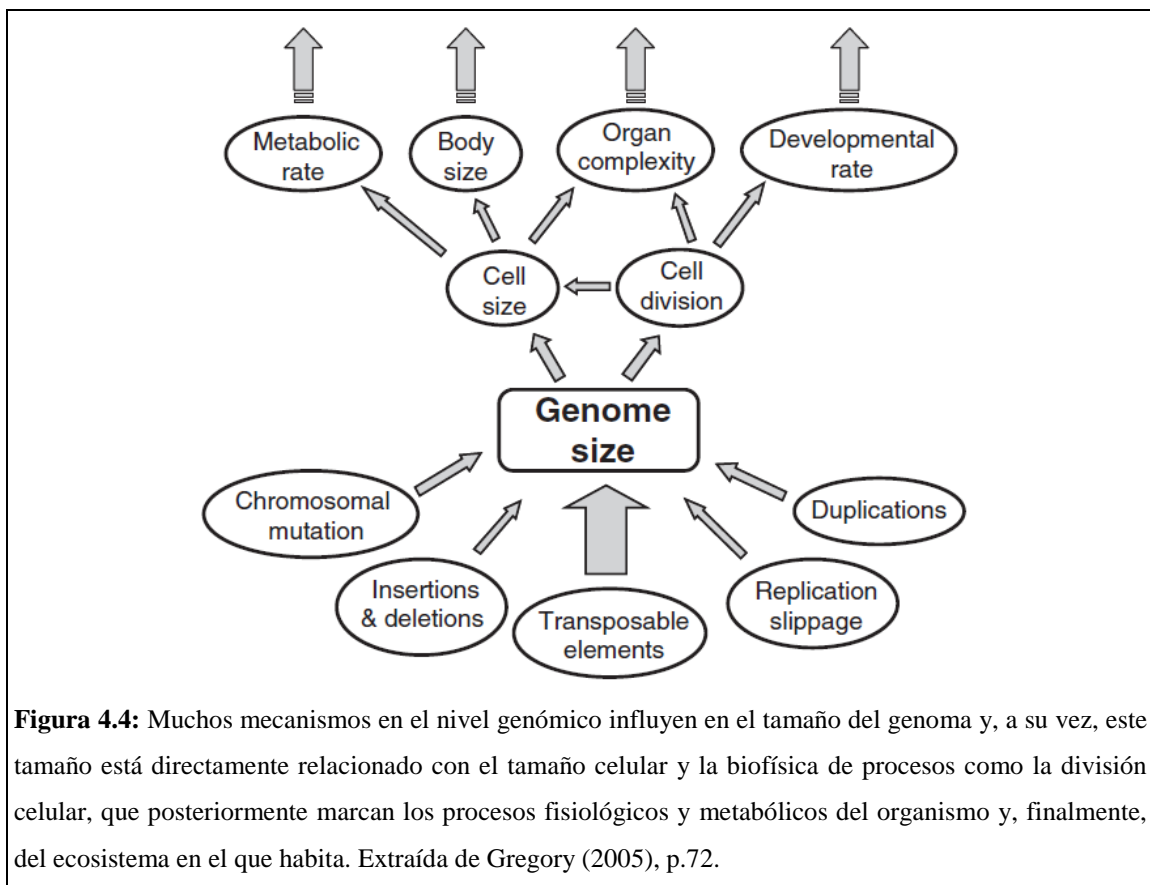 Metabolic
rate
Body
size
Organ
complexity
Developmental
rate
Cell
size
Cell
division
Genome
size
Chromosomal
mutation
Insertions
& deletions
Transposable
elements
Replication
slippage
Duplications
Figura 4.4: Muchos mecanismos en el nivel genómico influyen en el tamaño del genoma y, a su vez, este
tamaño está directamente relacionado con el tamaño celular y la biofísica de procesos como la división
celular, que posteriormente marcan los procesos fisiológicos y metabólicos del organismo y, finalmente,
del ecosistema en el que habita. Extraída de Gregory (2005), p.72.